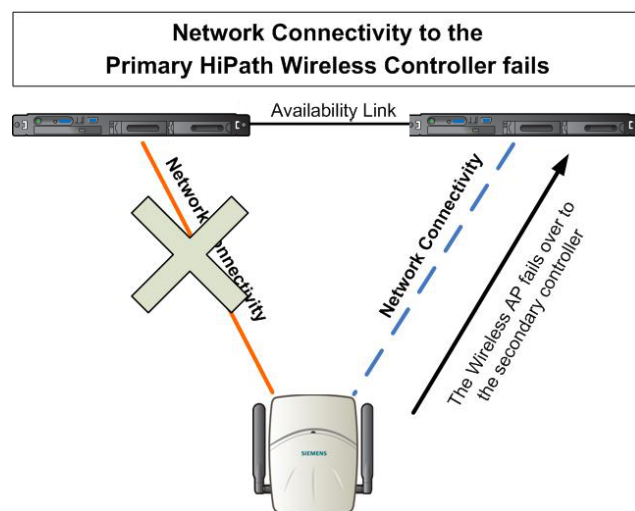 Network Connectivity to the
Primary HiPath Wireless Controller fails
Availability Link
Network Connectivity
Network Connectivity
The Wireless AP fails over to
the secondary controller
SIEMENS